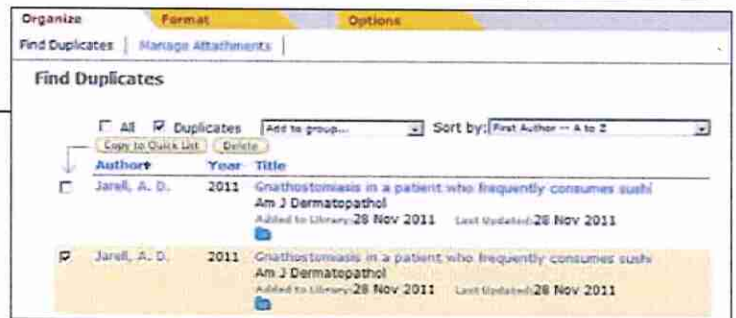 Organize Format Options
Find Duplicates Manage Attachments
Find Duplicates
All Duplicates Add to group... Sort by: First Author -- A to Z
Copy to Quick List Delete
Author Year Title
Jarell, A. D. 2011 Gnathostomiasis in a patient who frequently consumes sushi
Am J Dermatopathol
Added to Library: 28 Nov 2011 Last Updated: 28 Nov 2011
Jarell, A. D. 2011 Gnathostomiasis in a patient who frequently consumes sushi
Am J Dermatopathol
Added to Library: 28 Nov 2011 Last Updated: 28 Nov 2011